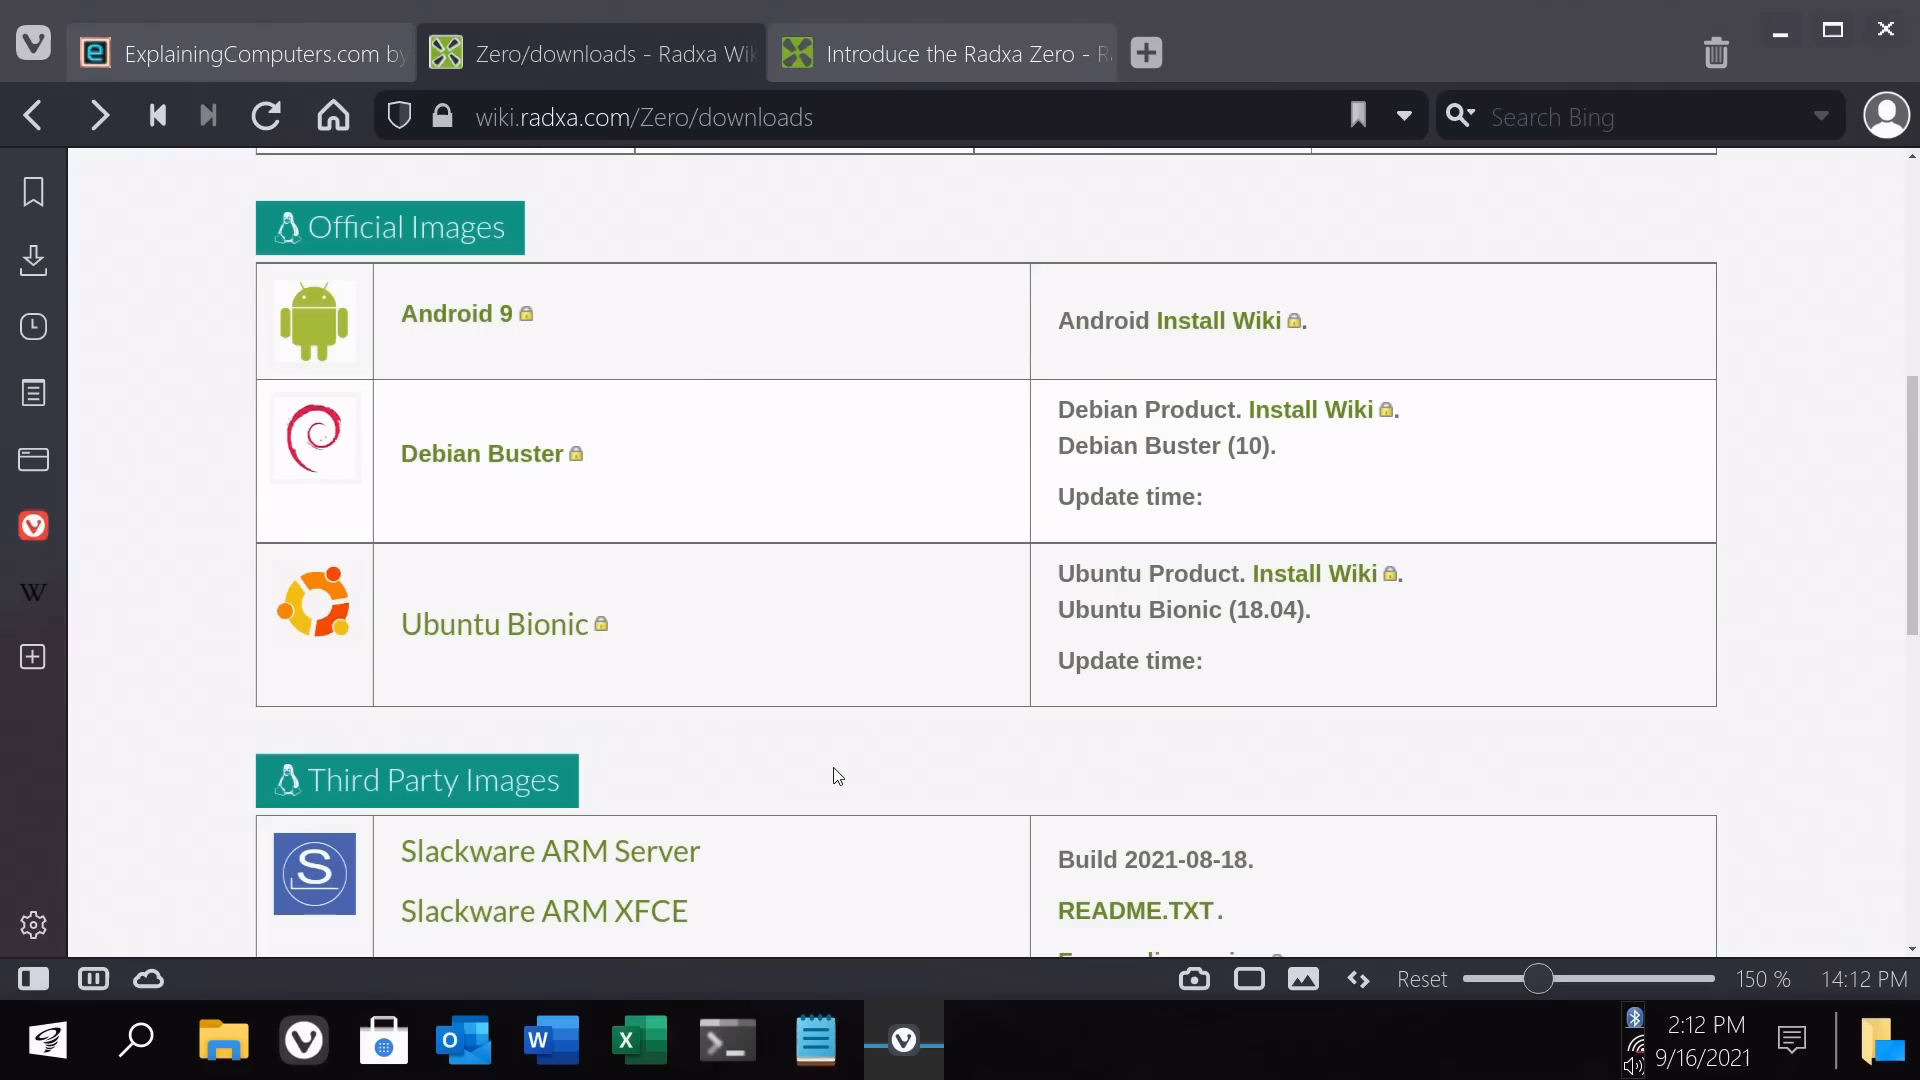 ExplainingComputers.com by
Zero/downloads - Radxa Wik
Introduce the Radxa Zero - R
wiki.radxa.com/Zero/downloads
Search Bing
Official Images
Android 9
Android Install Wiki.
Debian Buster
Debian Product. Install Wiki.
Debian Buster (10).
Update time:
Ubuntu Bionic
Ubuntu Product. Install Wiki.
Ubuntu Bionic (18.04).
Update time:
Third Party Images
Slackware ARM Server
Slackware ARM XFCE
Build 2021-08-18.
README.TXT.
Reset
150 %
14:12 PM
2:12 PM
9/16/2021